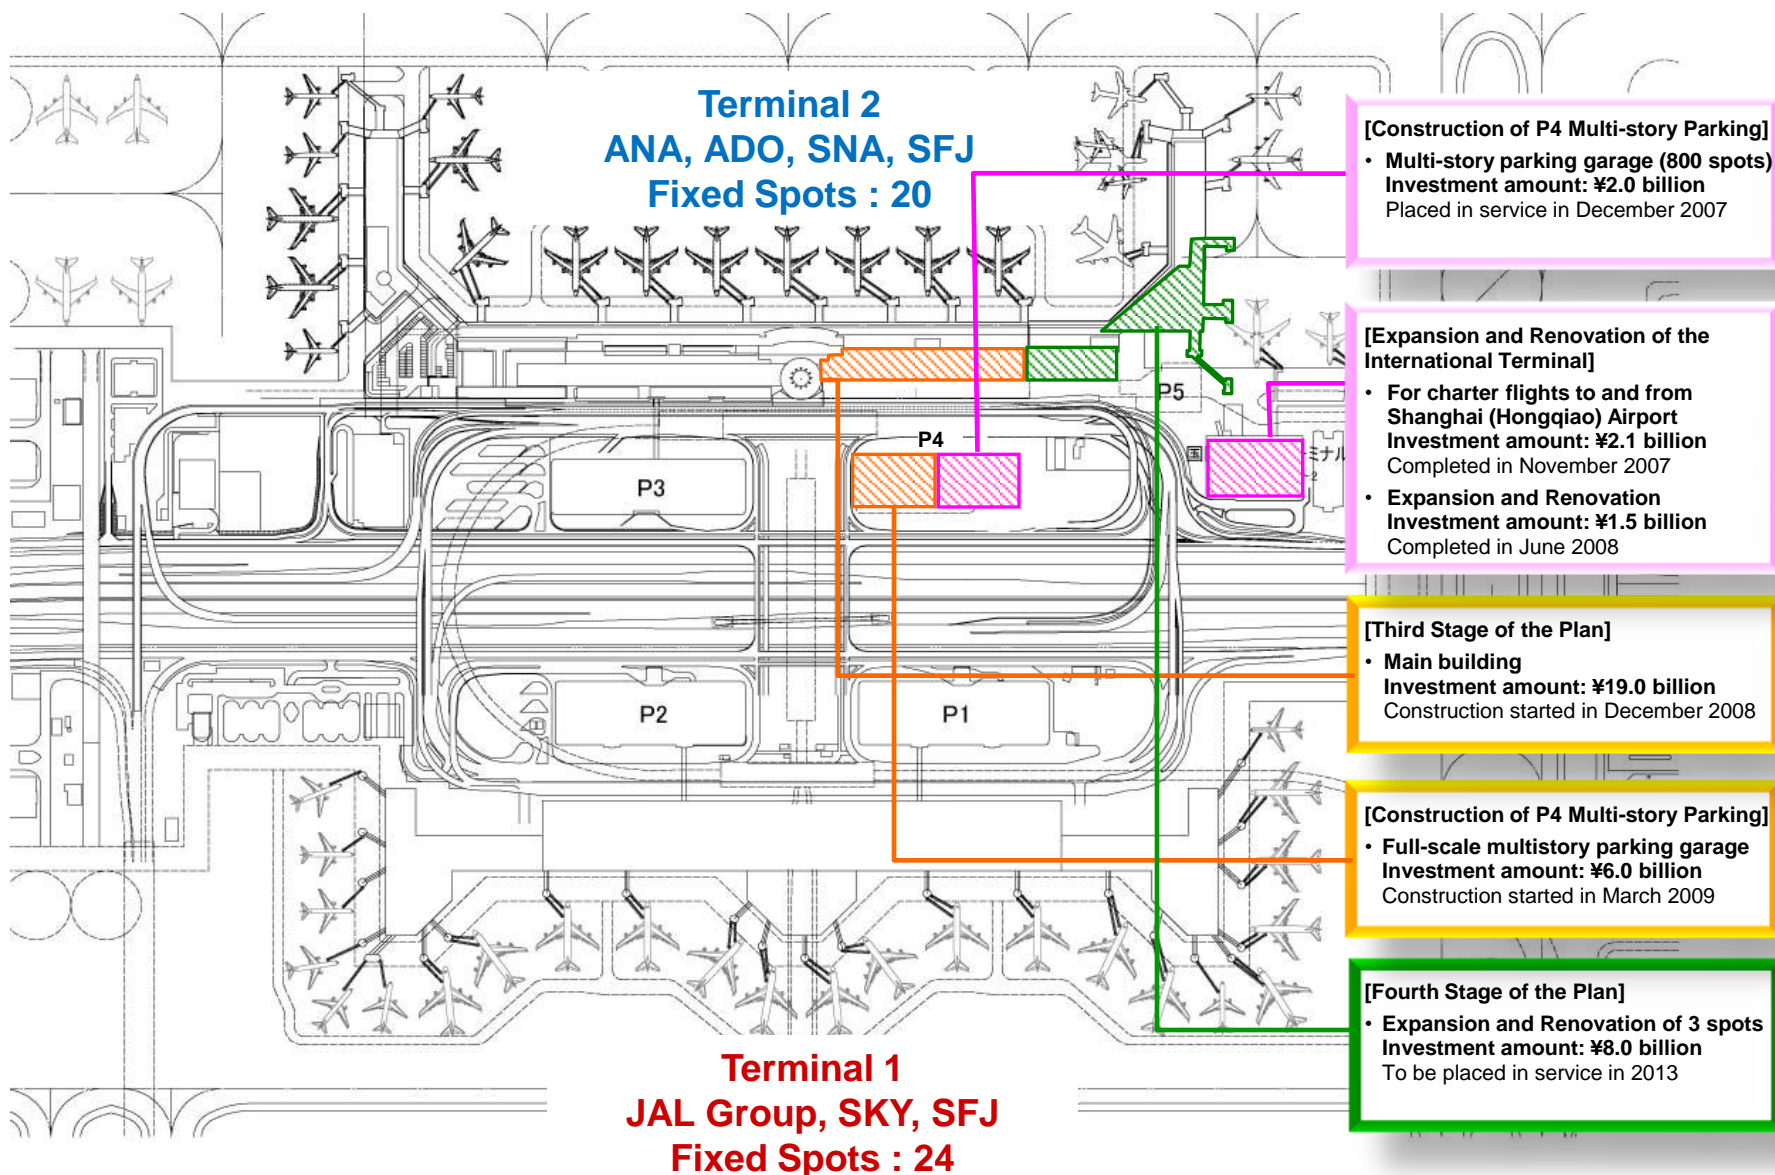 Terminal 2
ANA, ADO, SNA, SFJ
Fixed Spots : 20
P5
P4
P3
国
ミナル
2
P2
P1
Terminal 1
JAL Group, SKY, SFJ
Fixed Spots : 24
[Construction of P4 Multi-story Parking]
• Multi-story parking garage (800 spots)
Investment amount: ¥2.0 billion
Placed in service in December 2007
[Expansion and Renovation of the
International Terminal]
• For charter flights to and from
Shanghai (Hongqiao) Airport
Investment amount: ¥2.1 billion
Completed in November 2007
• Expansion and Renovation
Investment amount: ¥1.5 billion
Completed in June 2008
[Third Stage of the Plan]
• Main building
Investment amount: ¥19.0 billion
Construction started in December 2008
[Construction of P4 Multi-story Parking]
• Full-scale multistory parking garage
Investment amount: ¥6.0 billion
Construction started in March 2009
[Fourth Stage of the Plan]
• Expansion and Renovation of 3 spots
Investment amount: ¥8.0 billion
To be placed in service in 2013